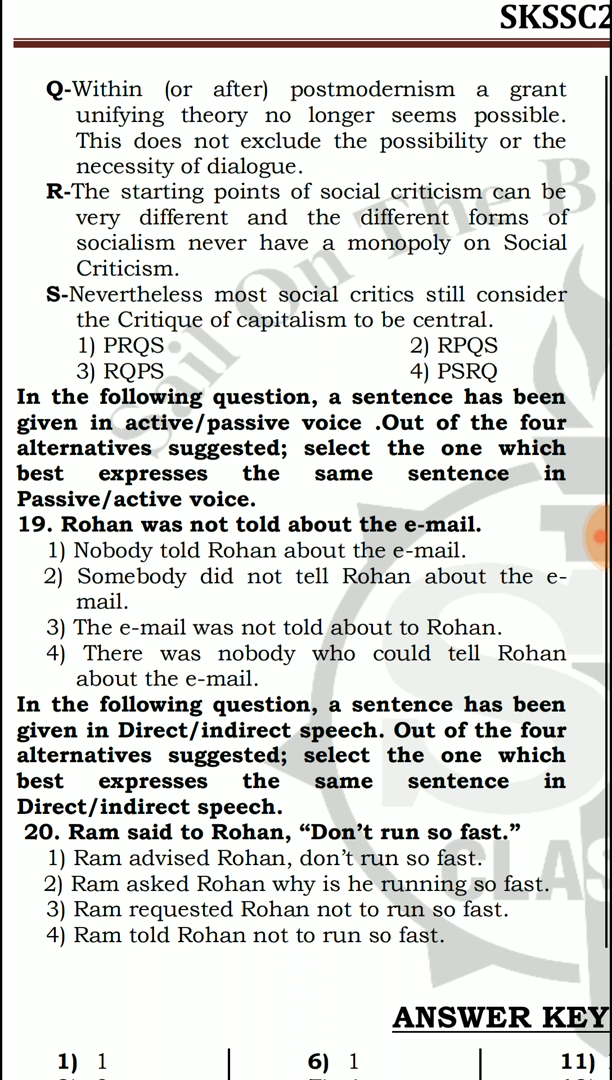 SKSSC2
Q-Within (or after) postmodernism a grant
unifying theory no longer seems possible.
This does not exclude the possibility or the
necessity of dialogue.
R-The starting points of social criticism can be
very different and the different forms of
socialism never have a monopoly on Social
Criticism.
S-Nevertheless most social critics still consider
the Critique of capitalism to be central.
1) PRQS 2) RPQS
3) RQPS 4) PSRQ
In the following question, a sentence has been
given in active/passive voice .Out of the four
alternatives suggested; select the one which
best expresses the same sentence in
Passive/active voice.
19. Rohan was not told about the e-mail.
1) Nobody told Rohan about the e-mail.
2) Somebody did not tell Rohan about the e-
mail.
3) The e-mail was not told about to Rohan.
4) There was nobody who could tell Rohan
about the e-mail.
In the following question, a sentence has been
given in Direct/indirect speech. Out of the four
alternatives suggested; select the one which
best expresses the same sentence in
Direct/indirect speech.
20. Ram said to Rohan, “Don’t run so fast.”
1) Ram advised Rohan, don’t run so fast.
2) Ram asked Rohan why is he running so fast.
3) Ram requested Rohan not to run so fast.
4) Ram told Rohan not to run so fast.
ANSWER KEY
1) 1 6) 1 11)
Sail On The B
CLAS